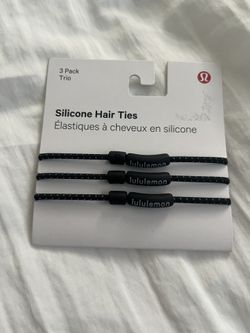 3 Pack
Trio
Silicone Hair Ties
Élastiques à cheveux en silicone
lululemon
lululemon
lululemon